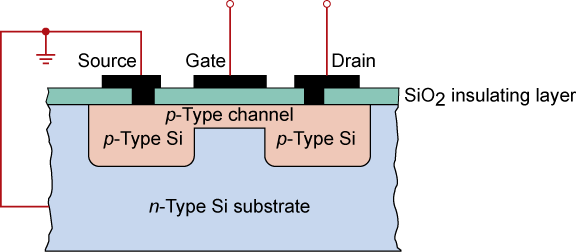 Source Gate Drain
SiO2 insulating layer
p-Type channel
p-Type Si p-Type Si
n-Type Si substrate